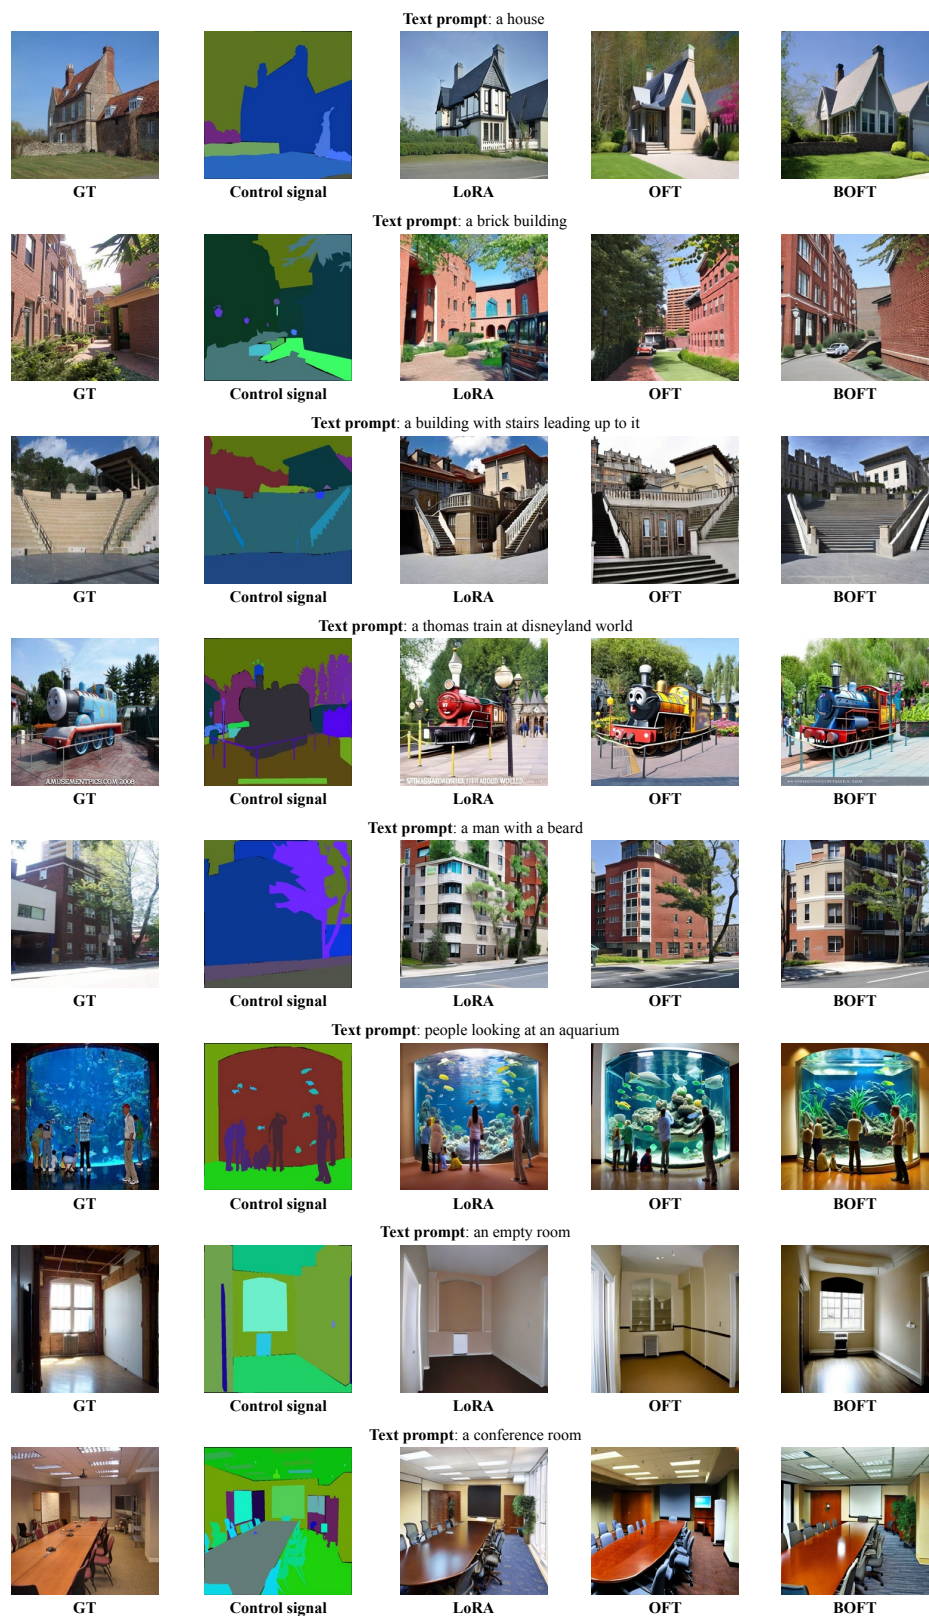 Text prompt: a house
GT Control signal LoRA OFT BOFT
Text prompt: a brick building
GT Control signal LoRA OFT BOFT
Text prompt: a building with stairs leading up to it
GT Control signal LoRA OFT BOFT
Text prompt: a thomas train at disneyland world
AMUSEMENTPICS.COM 2008
GT Control signal LoRA OFT BOFT
Text prompt: a man with a beard
GT Control signal LoRA OFT BOFT
Text prompt: people looking at an aquarium
GT Control signal LoRA OFT BOFT
Text prompt: an empty room
GT Control signal LoRA OFT BOFT
Text prompt: a conference room
GT Control signal LoRA OFT BOFT